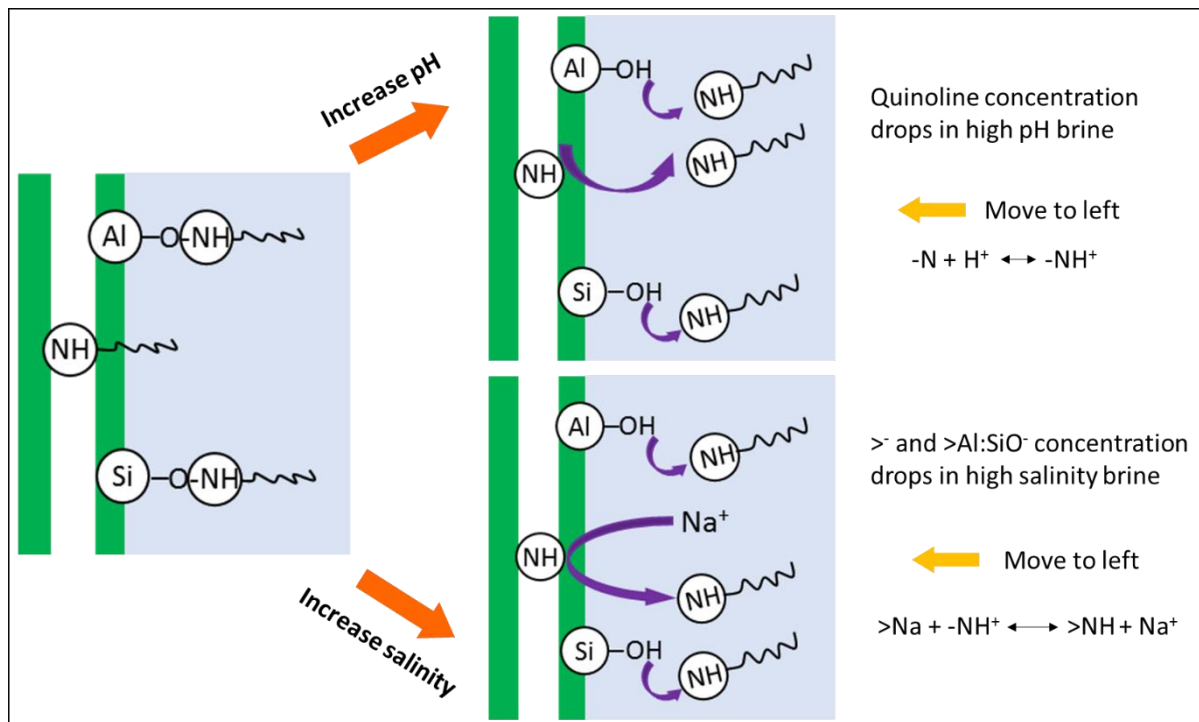 Increase pH
Al
O
NH
NH
Si
O
NH
Increase salinity
Al
OH
NH
NH
NH
Si
OH
NH
Quinoline concentration
drops in high pH brine
Move to left
-N + H⁺ ↔ -NH⁺
Al
OH
NH
Na⁺
NH
NH
Si
OH
NH
>⁻ and >Al:SiO⁻ concentration
drops in high salinity brine
Move to left
>Na + -NH⁺ ↔ >NH + Na⁺